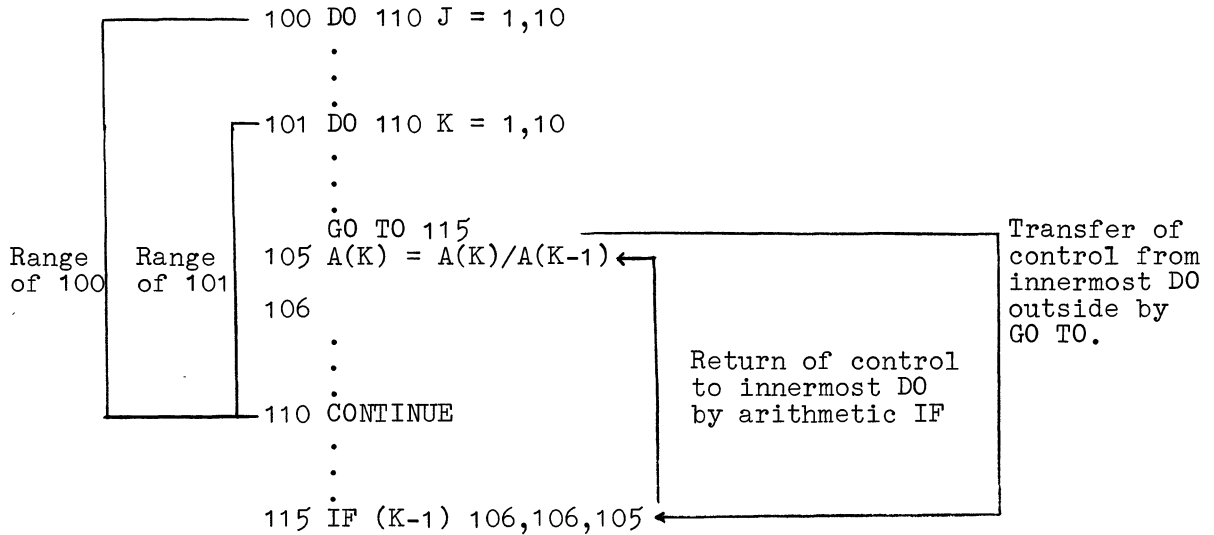 100 DO 110 J = 1,10
.
.
.
101 DO 110 K = 1,10
.
.
.
GO TO 115
105 A(K) = A(K)/A(K-1)
106
.
.
.
110 CONTINUE
.
.
.
115 IF (K-1) 106,106,105
Range
of 100
Range
of 101
Return of control
to innermost DO
by arithmetic IF
Transfer of
control from
innermost DO
outside by
GO TO.